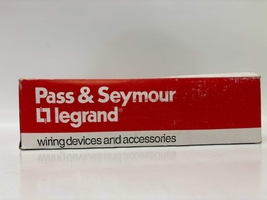 Pass & Seymour
legrand®
wiring devices and accessories